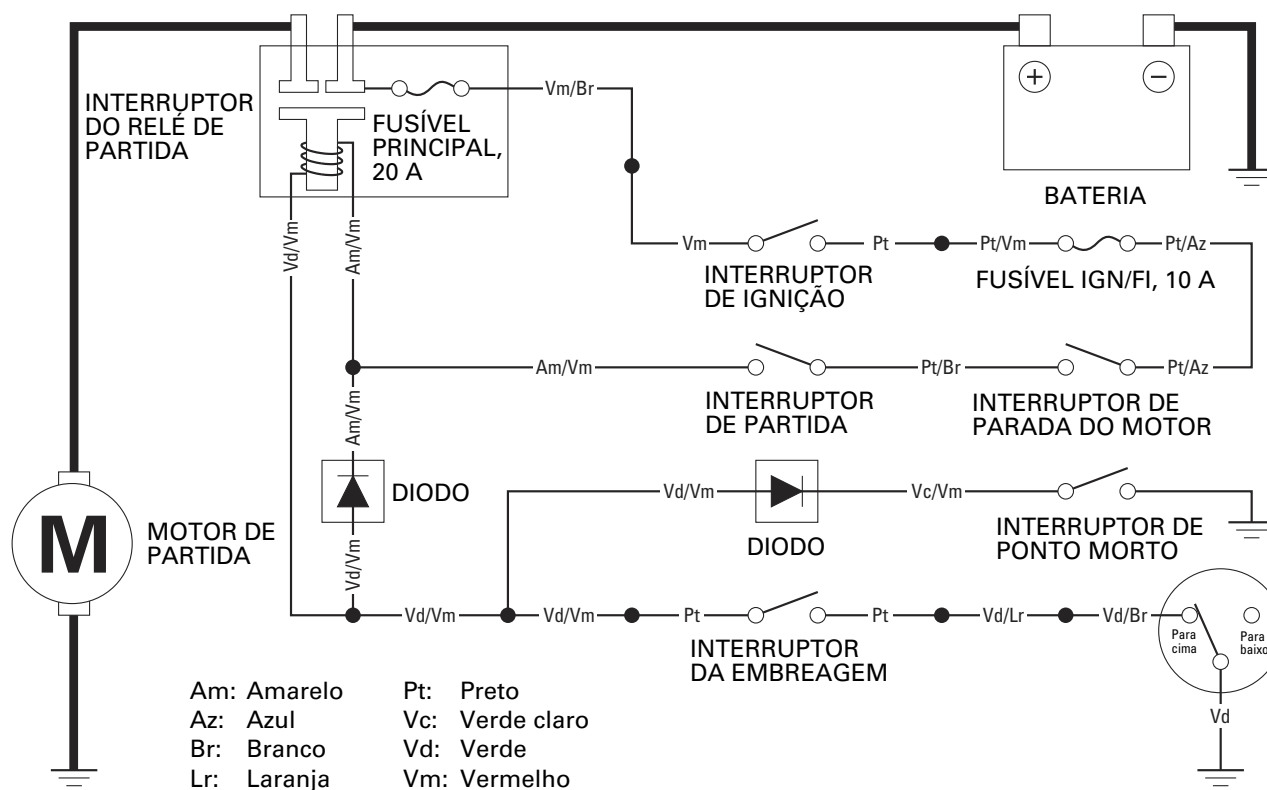 INTERRUPTOR
DO RELÉ DE
PARTIDA
FUSÍVEL
PRINCIPAL,
20 A
Vm/Br
+
−
BATERIA
Vd/Vm
Am/Vm
Vm
Pt
Pt/Vm
Pt/Az
INTERRUPTOR
DE IGNIÇÃO
FUSÍVEL IGN/FI, 10 A
Am/Vm
Pt/Br
Pt/Az
INTERRUPTOR
DE PARTIDA
INTERRUPTOR DE
PARADA DO MOTOR
Am/Vm
DIODO
Vd/Vm
Vc/Vm
DIODO
INTERRUPTOR DE
PONTO MORTO
M
MOTOR DE
PARTIDA
Vd/Vm
Vd/Vm
Vd/Vm
Pt
Pt
Vd/Lr
Vd/Br
INTERRUPTOR
DA EMBREAGEM
Para
cima
Para
baixo
Vd
Am: Amarelo
Az: Azul
Br: Branco
Lr: Laranja
Pt: Preto
Vc: Verde claro
Vd: Verde
Vm: Vermelho